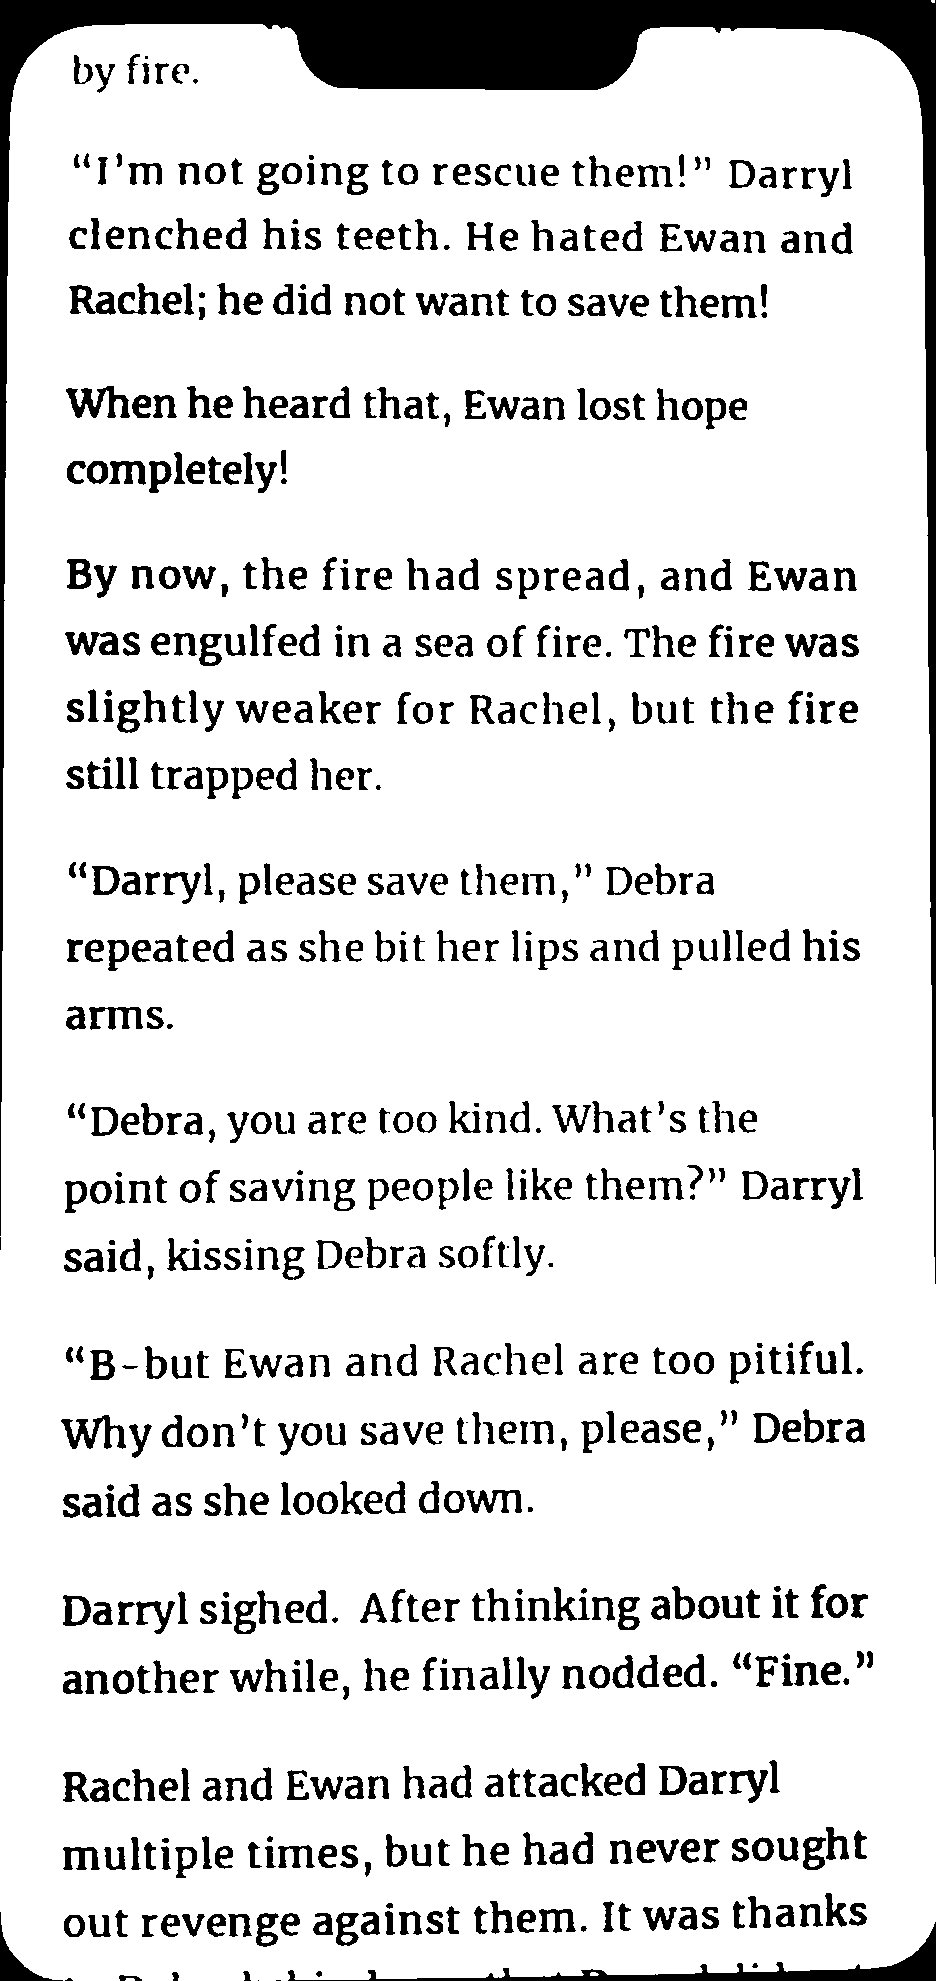 by fire.
“I’m not going to rescue them!” Darryl
clenched his teeth. He hated Ewan and
Rachel; he did not want to save them!
When he heard that, Ewan lost hope
completely!
By now, the fire had spread, and Ewan
was engulfed in a sea of fire. The fire was
slightly weaker for Rachel, but the fire
still trapped her.
“Darryl, please save them,” Debra
repeated as she bit her lips and pulled his
arms.
“Debra, you are too kind. What’s the
point of saving people like them?” Darryl
said, kissing Debra softly.
“B-but Ewan and Rachel are too pitiful.
Why don’t you save them, please,” Debra
said as she looked down.
Darryl sighed. After thinking about it for
another while, he finally nodded. “Fine.”
Rachel and Ewan had attacked Darryl
multiple times, but he had never sought
out revenge against them. It was thanks